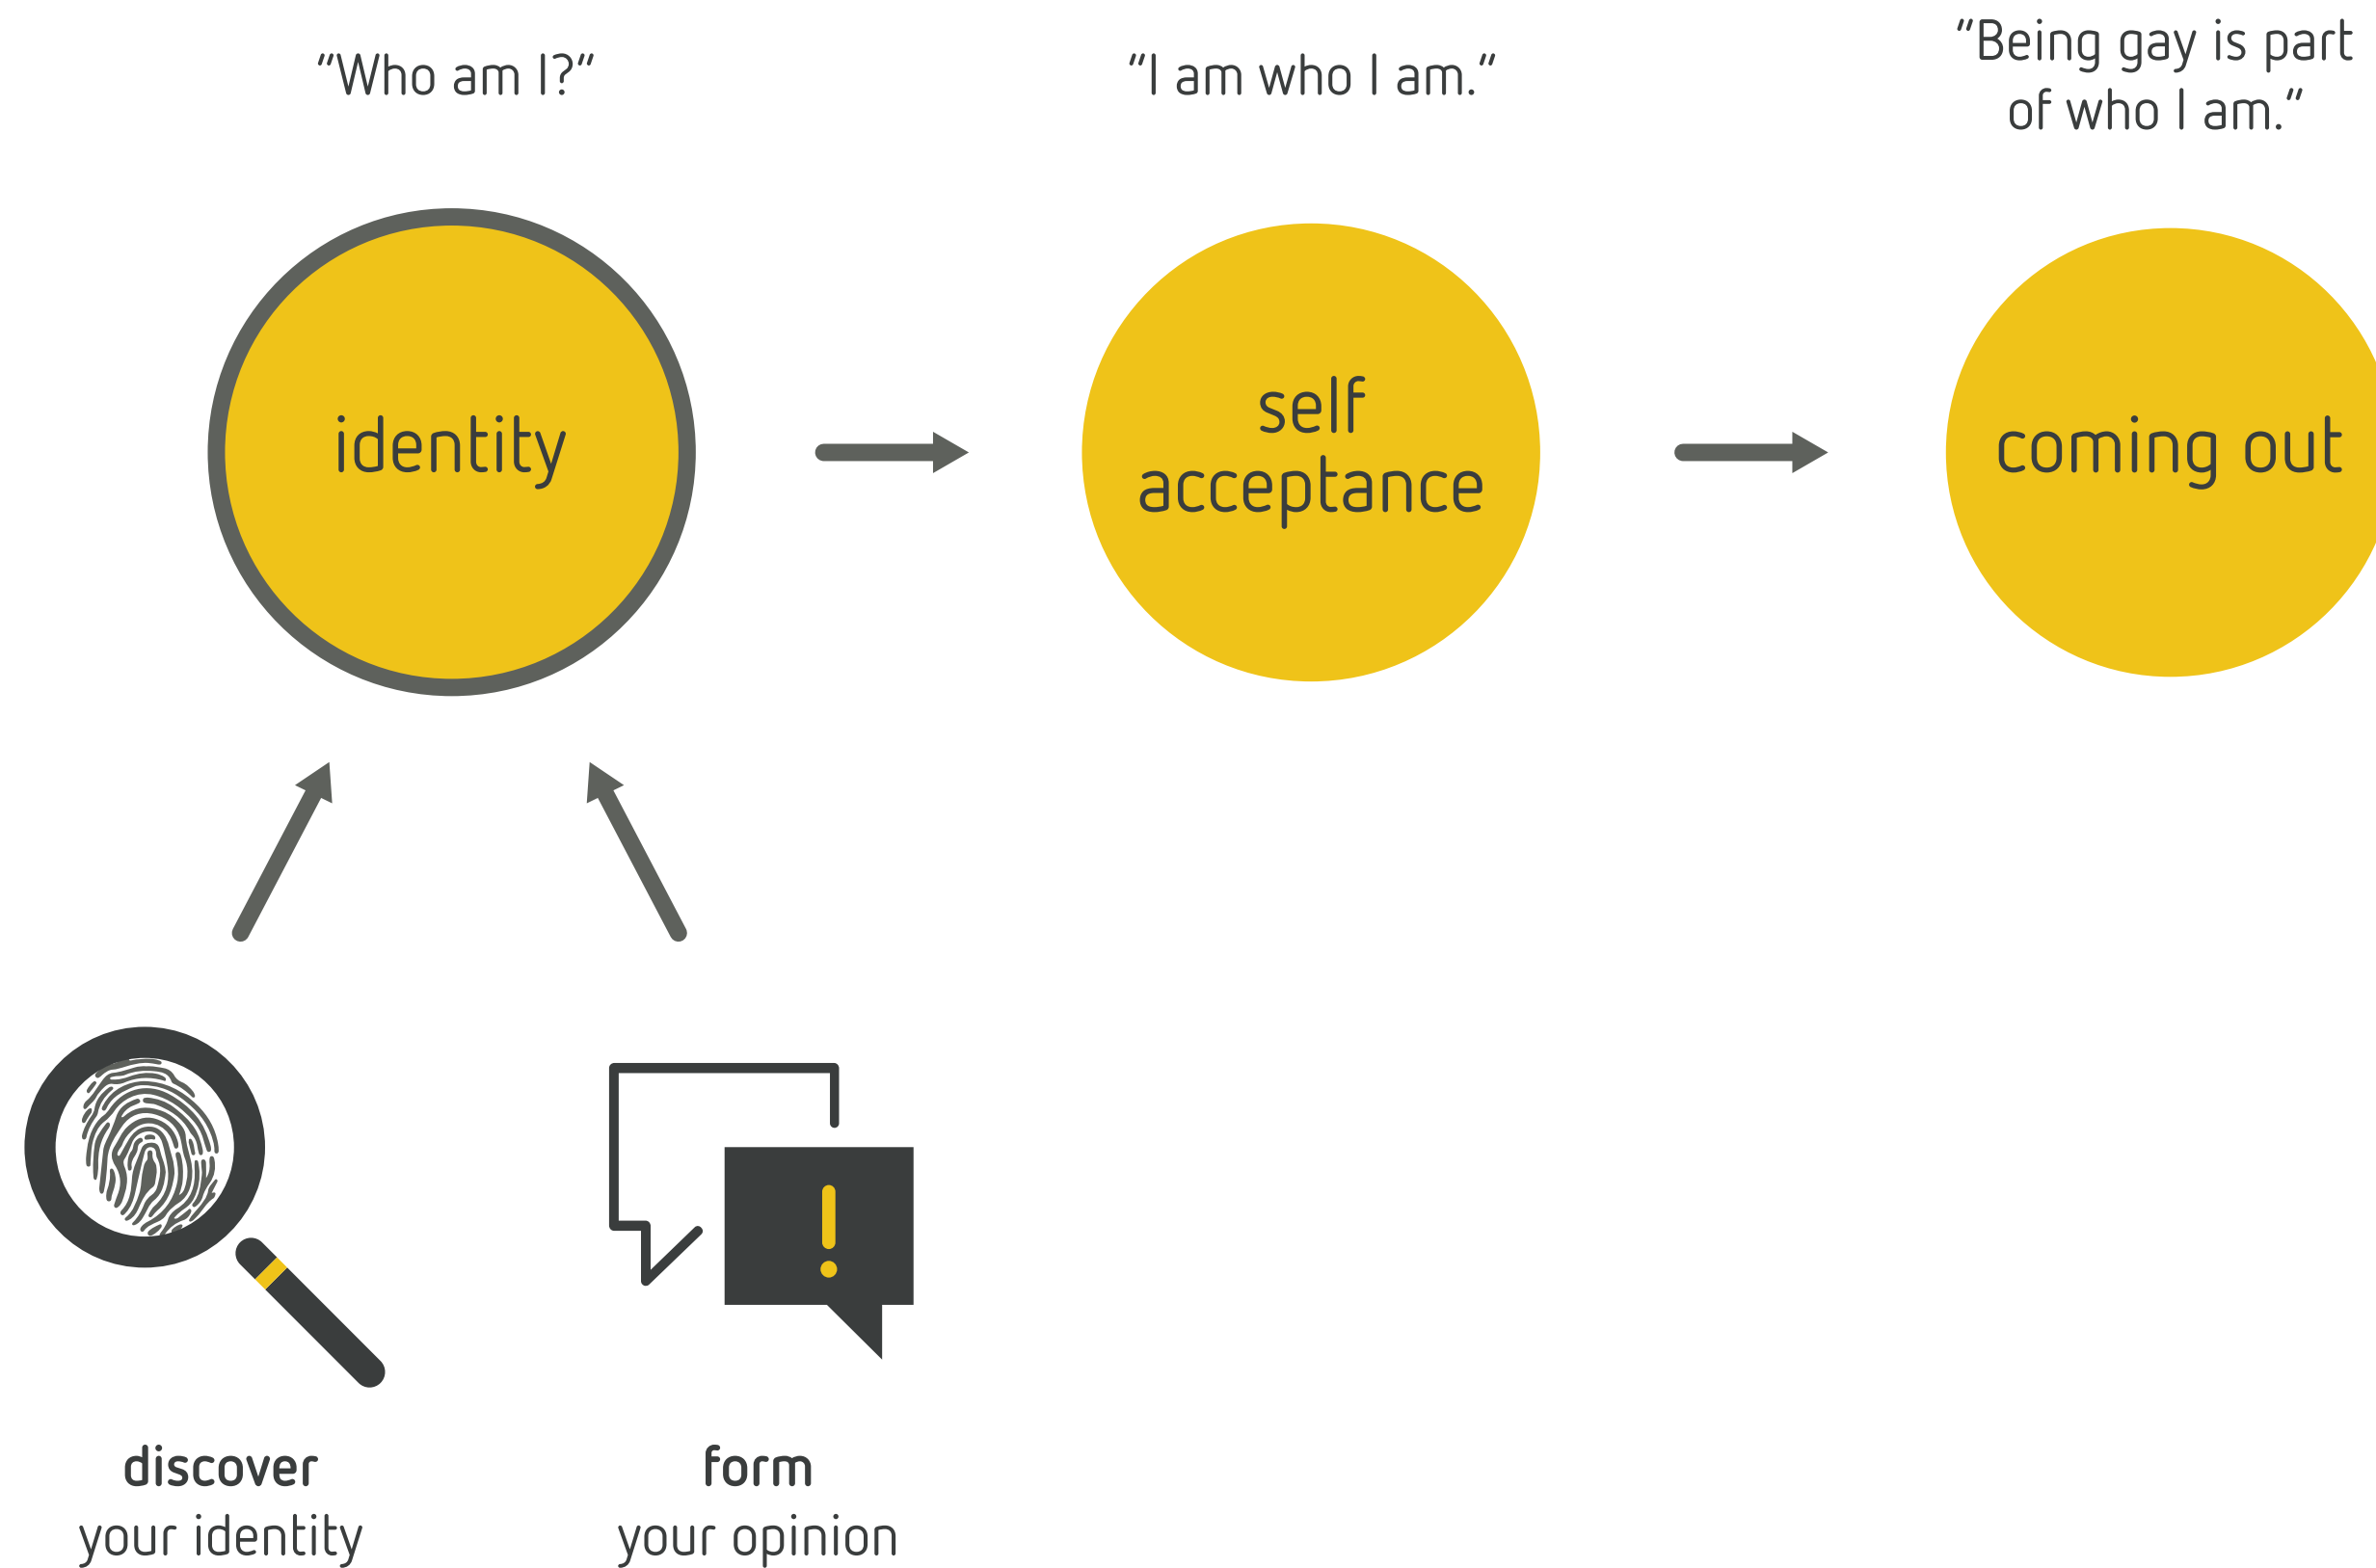 “Who am I?”
“I am who I am.”
“Being gay is part
of who I am.”
identity
self
acceptance
coming out
discover
your identity
form
your opinion